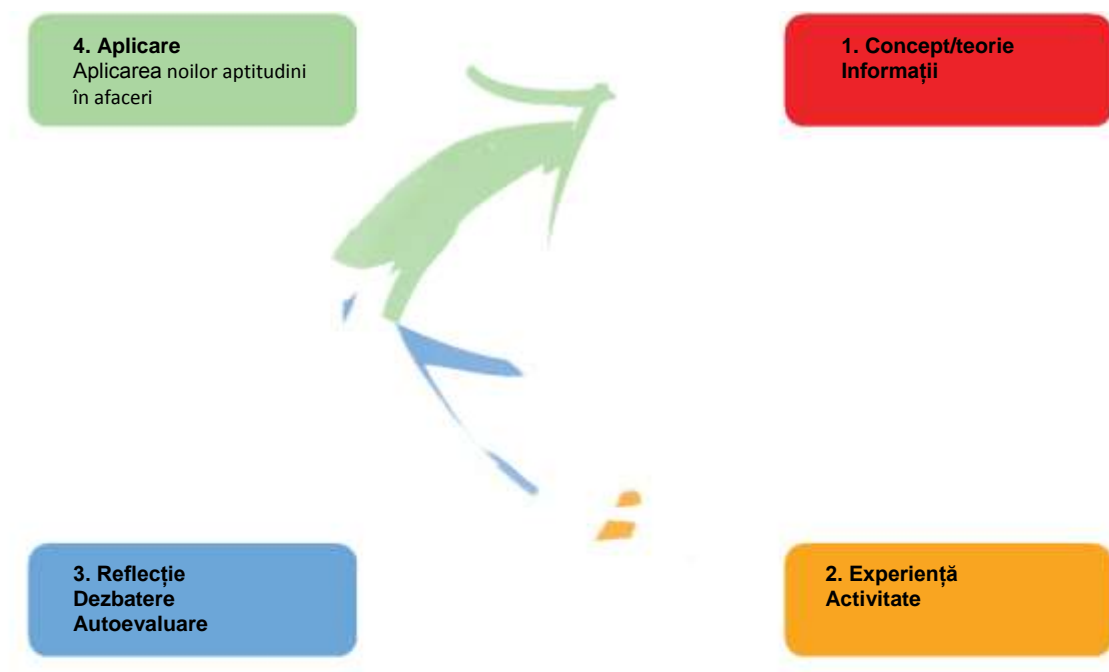 4. Aplicare
Aplicarea noilor aptitudini
în afaceri
1. Concept/teorie
Informații
3. Reflecție
Dezbatere
Autoevaluare
2. Experiență
Activitate